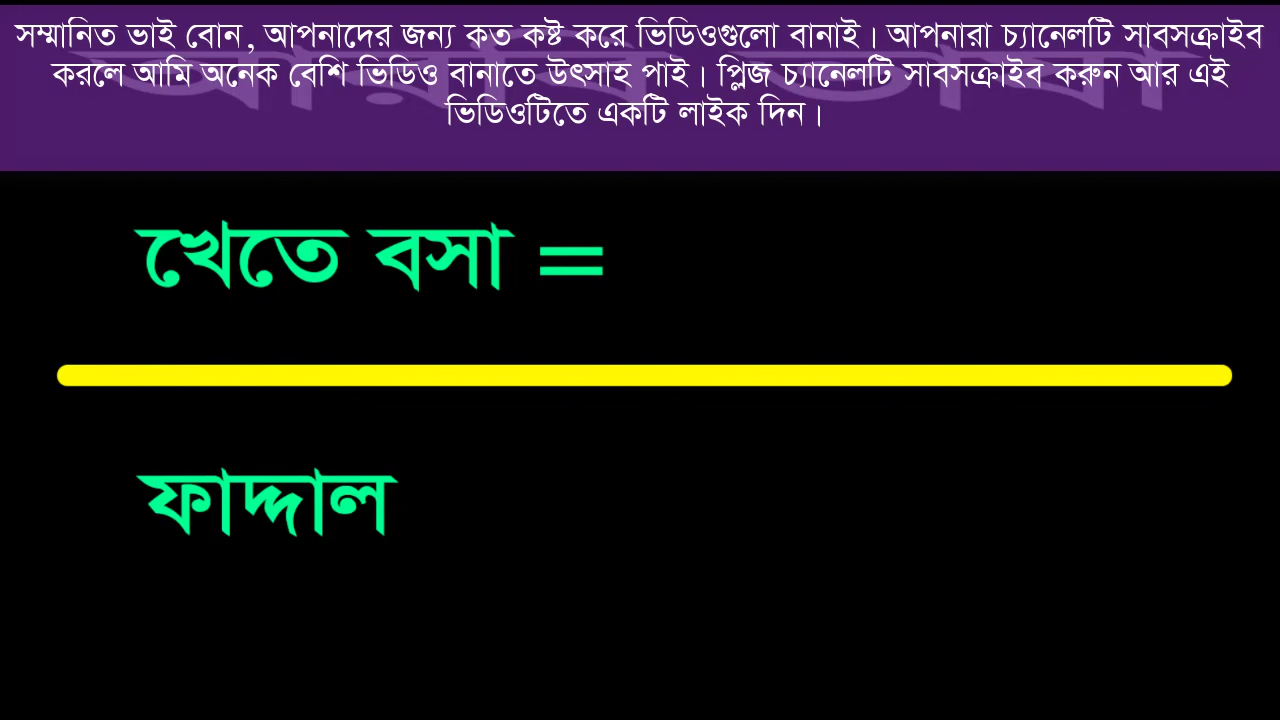 সম্মানিত ভাই বোন, আপনাদের জন্য কত কষ্ট করে ভিডিওগুলো বানাই। আপনারা চ্যানেলটি সাবসক্রাইব
করলে আমি অনেক বেশি ভিডিও বানাতে উৎসাহ পাই। প্লিজ চ্যানেলটি সাবসক্রাইব করুন আর এই
ভিডিওটিতে একটি লাইক দিন।
খেতে বসা =
ফাদ্দাল